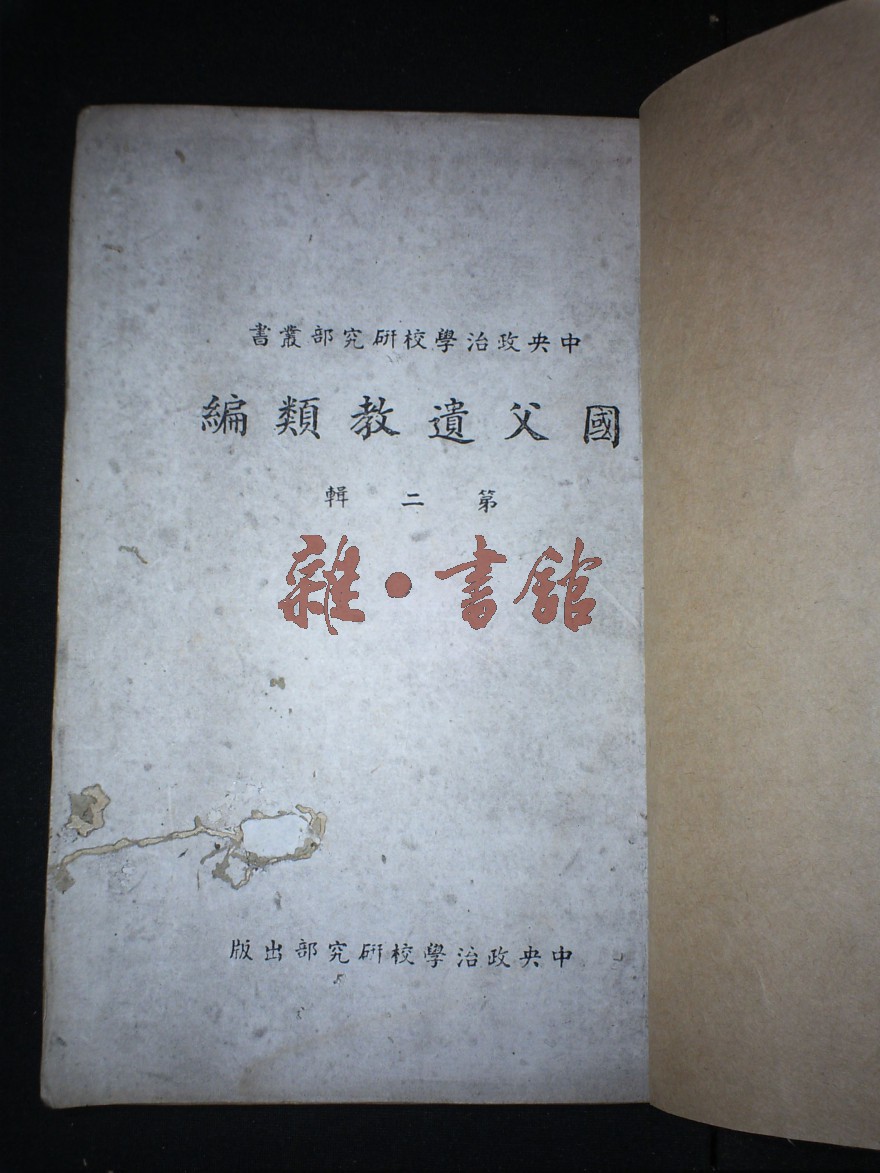 中央政治學校研究部叢書
國父遺教類編
第二輯
雜·書館
中央政治學校研究部出版